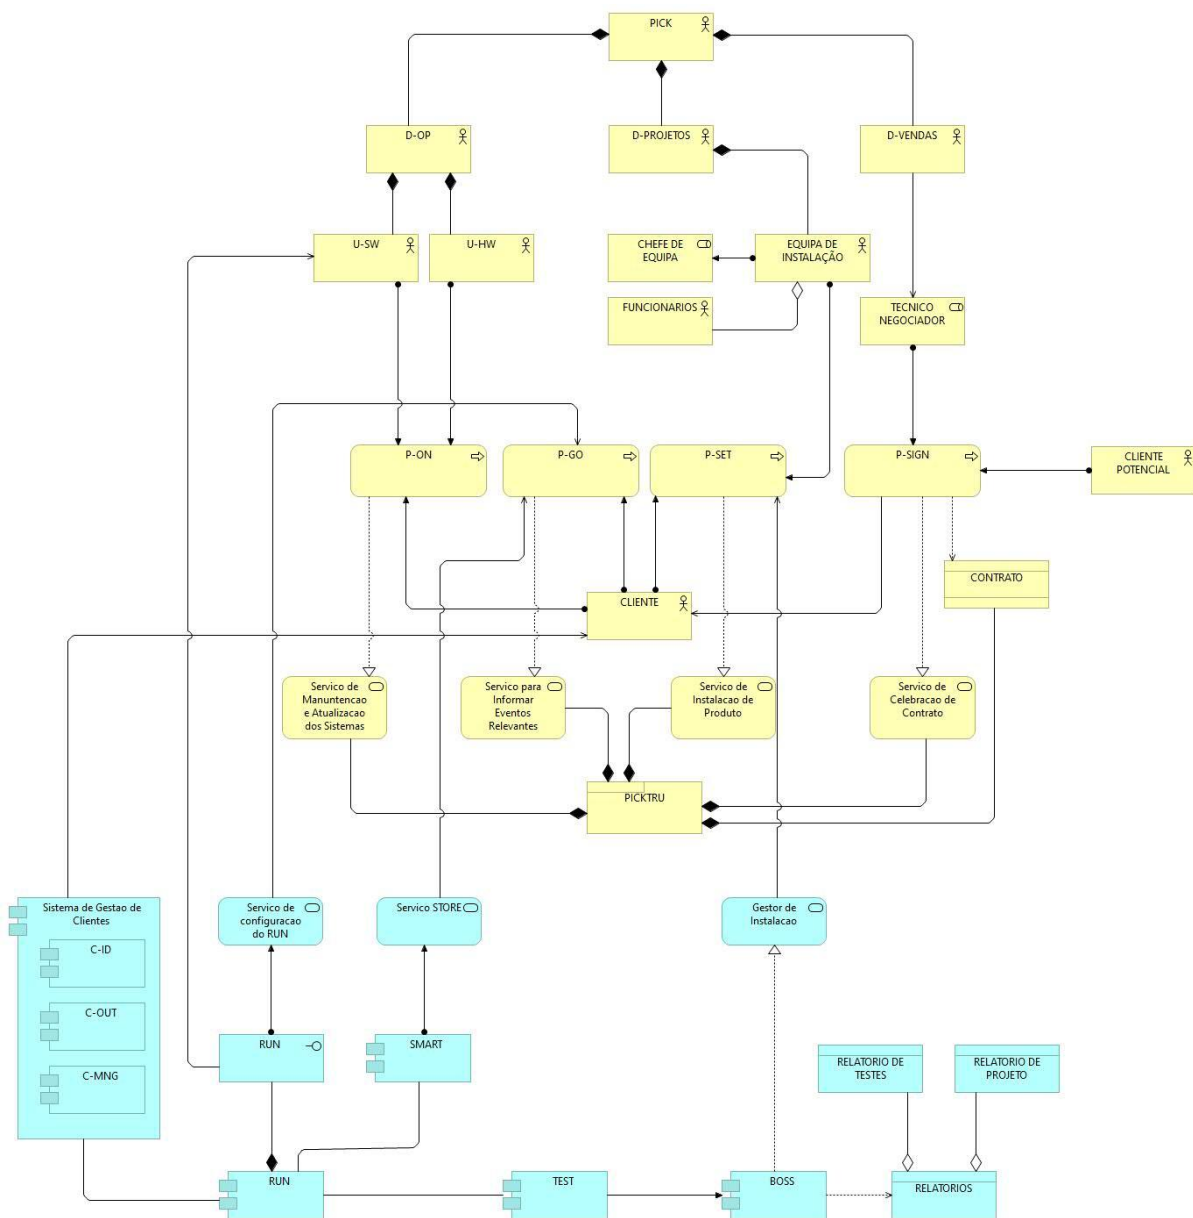 PICK
D-OP
D-PROJETOS
D-VENDAS
U-SW
U-HW
CHEFE DE
EQUIPA
EQUIPA DE
INSTALAÇÃO
FUNCIONARIOS
TECNICO
NEGOCIADOR
P-ON
P-GO
P-SET
P-SIGN
CLIENTE
POTENCIAL
CONTRATO
CLIENTE
Servico de
Manuntencao
e Atualizacao
dos Sistemas
Servico para
Informar
Eventos
Relevantes
Servico de
Instalacao de
Produto
Servico de
Celebracao de
Contrato
PICKTRU
Sistema de Gestao de
Clientes
C-ID
C-OUT
C-MNG
Servico de
configuracao
do RUN
Servico STORE
Gestor de
Instalacao
RUN
SMART
RELATORIO DE
TESTES
RELATORIO DE
PROJETO
RUN
TEST
BOSS
RELATORIOS